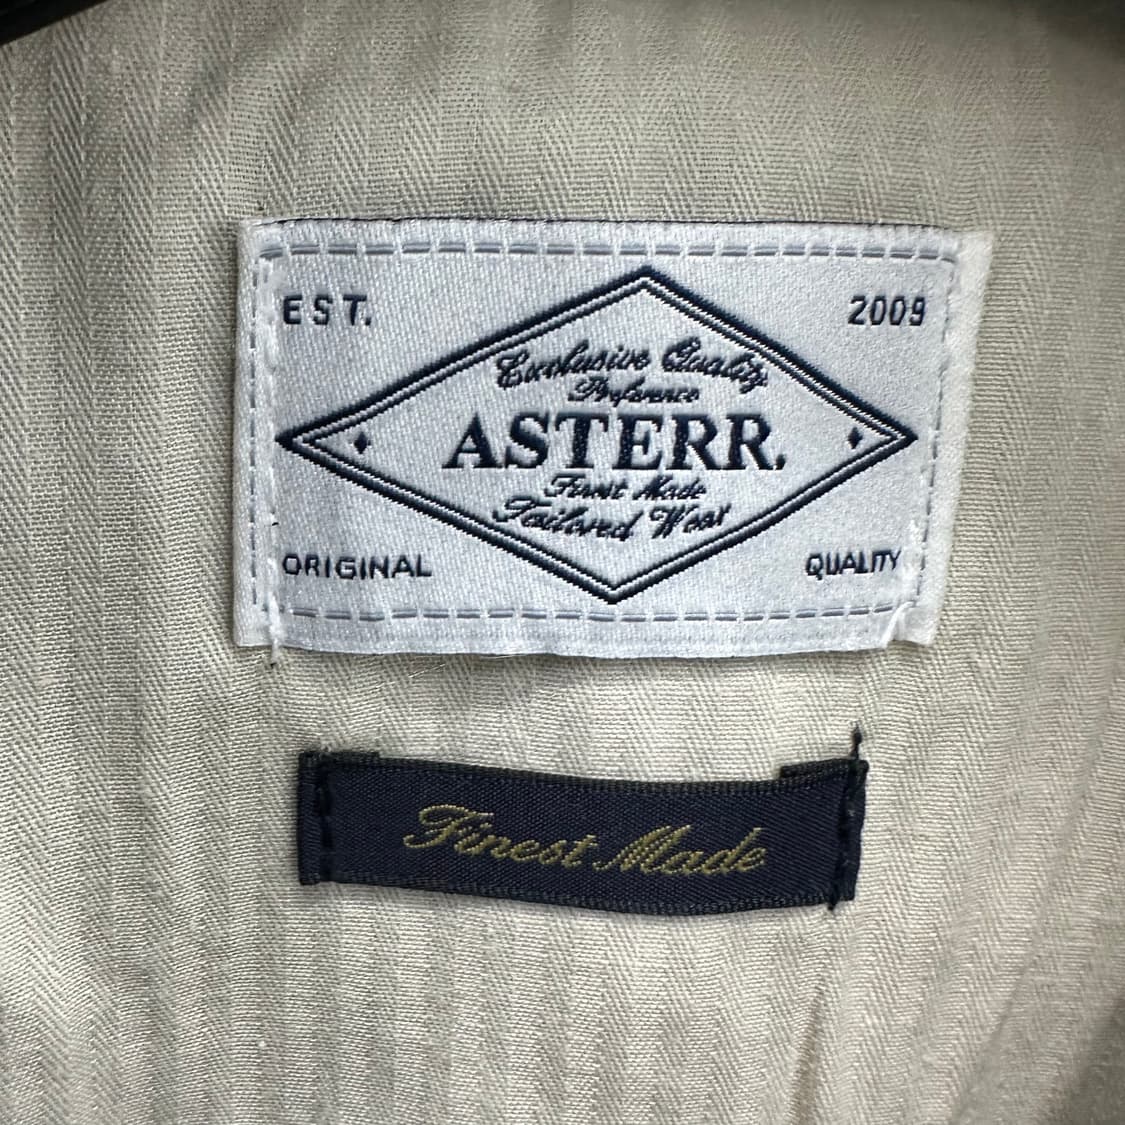 EST. 2009
Exclusive Quality
Preference
ASTERR.
Finest Made
Tailored Wear
ORIGINAL QUALITY
Finest Made